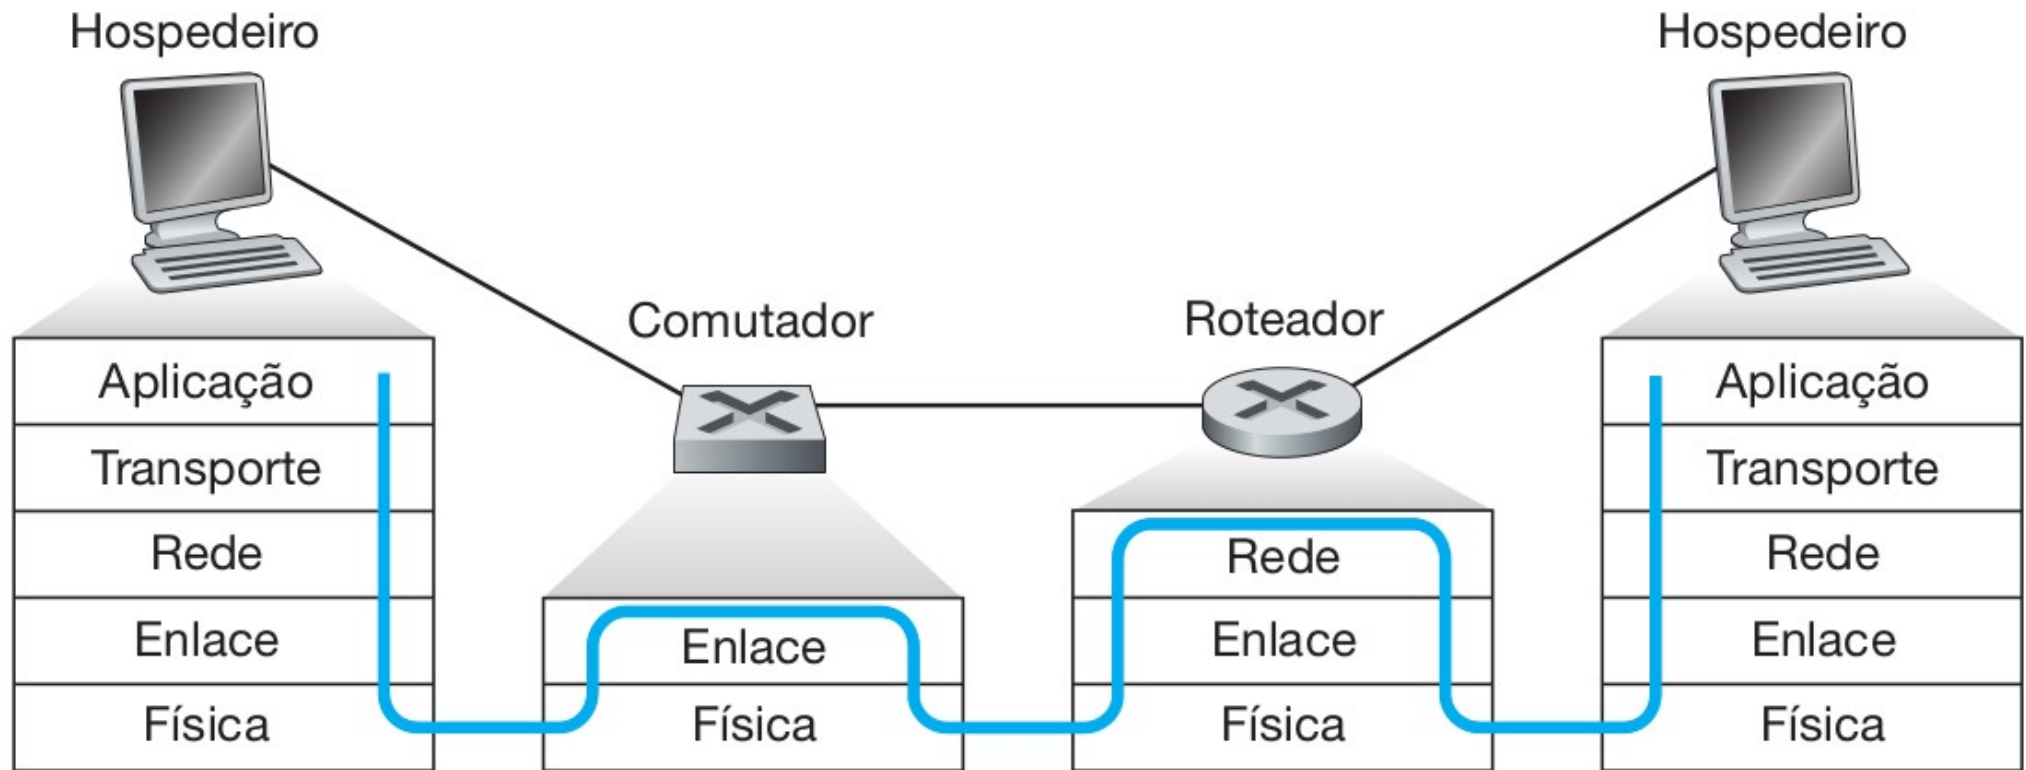 Hospedeiro
Hospedeiro
Comutador
Roteador
Aplicação
Transporte
Rede
Enlace
Física
Enlace
Física
Rede
Enlace
Física
Aplicação
Transporte
Rede
Enlace
Física